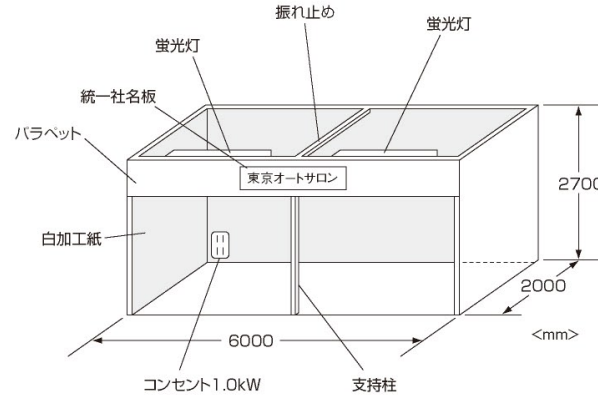 振れ止め
蛍光灯
蛍光灯
統一社名板
パラペット
東京オートサロン
2700
白加工紙
2000
6000
<mm>
コンセント1.0kW
支持柱